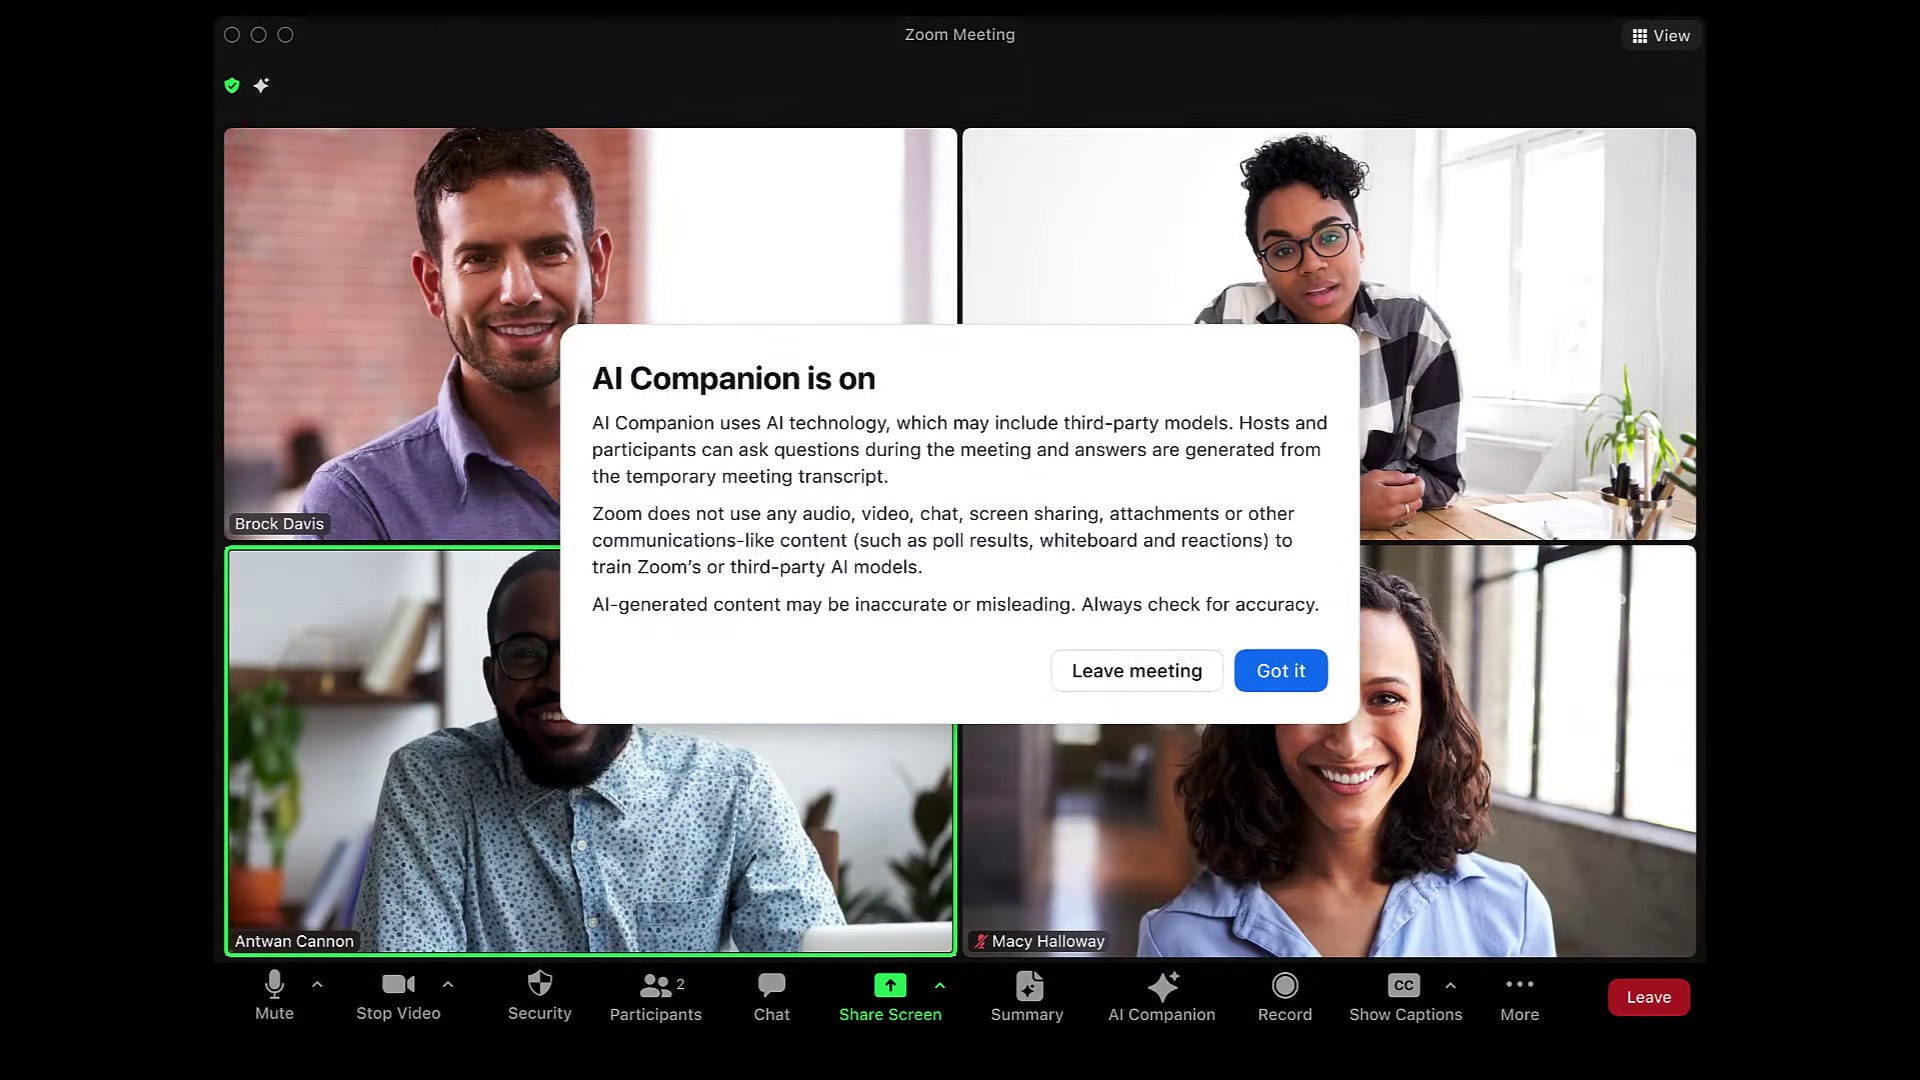 Zoom Meeting
View
AI Companion is on
AI Companion uses AI technology, which may include third-party models. Hosts and
participants can ask questions during the meeting and answers are generated from
the temporary meeting transcript.
Zoom does not use any audio, video, chat, screen sharing, attachments or other
communications-like content (such as poll results, whiteboard and reactions) to
train Zoom's or third-party AI models.
AI-generated content may be inaccurate or misleading. Always check for accuracy.
Leave meeting
Got it
Brock Davis
Antwan Cannon
Macy Halloway
Mute
Stop Video
Security
2
Participants
Chat
Share Screen
Summary
AI Companion
Record
CC
Show Captions
More
Leave